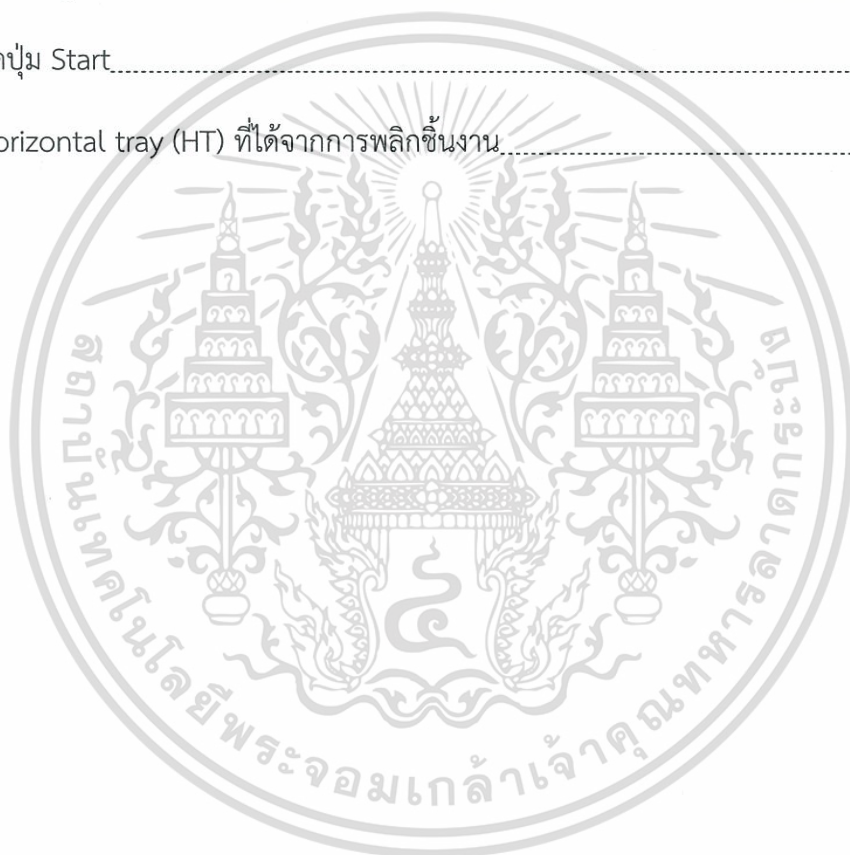 ปุ่ม Start
orizontal tray (HT) ที่ได้จากการพลิกชิ้นงาน
สถาบันเทคโนโลยีพระจอมเกล้าเจ้าคุณทหารลาดกระบัง